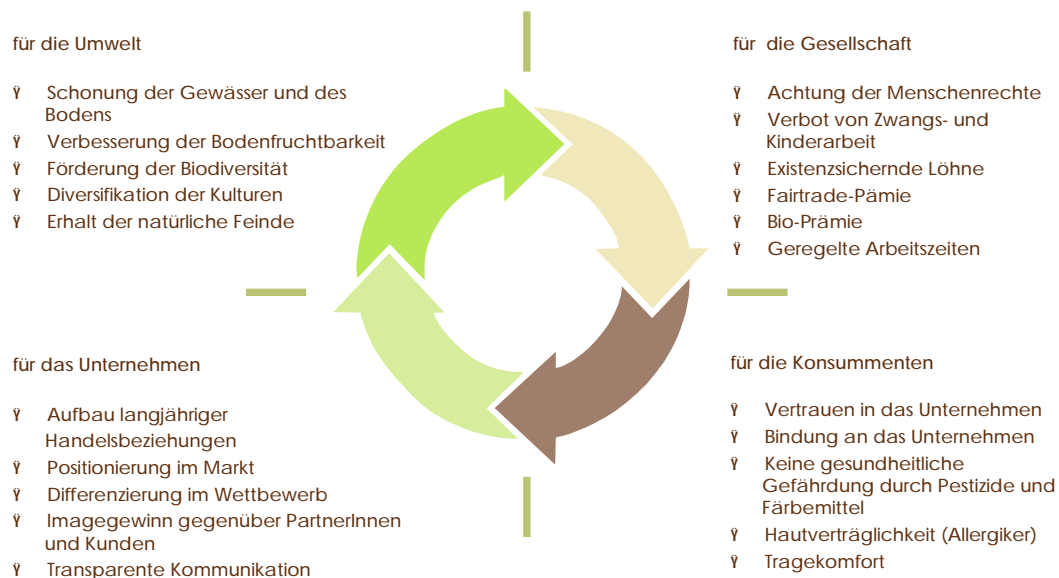 für die Umwelt
Ÿ Schonung der Gewässer und des
Bodens
Ÿ Verbesserung der Bodenfruchtbarkeit
Ÿ Förderung der Biodiversität
Ÿ Diversifikation der Kulturen
Ÿ Erhalt der natürliche Feinde
für die Gesellschaft
Ÿ Achtung der Menschenrechte
Ÿ Verbot von Zwangs- und
Kinderarbeit
Ÿ Existenzsichernde Löhne
Ÿ Fairtrade-Pämie
Ÿ Bio-Prämie
Ÿ Geregelte Arbeitszeiten
für das Unternehmen
Ÿ Aufbau langjähriger
Handelsbeziehungen
Ÿ Positionierung im Markt
Ÿ Differenzierung im Wettbewerb
Ÿ Imagegewinn gegenüber PartnerInnen
und Kunden
Ÿ Transparente Kommunikation
für die Konsummenten
Ÿ Vertrauen in das Unternehmen
Ÿ Bindung an das Unternehmen
Ÿ Keine gesundheitliche
Gefährdung durch Pestizide und
Färbemittel
Ÿ Hautverträglichkeit (Allergiker)
Ÿ Tragekomfort